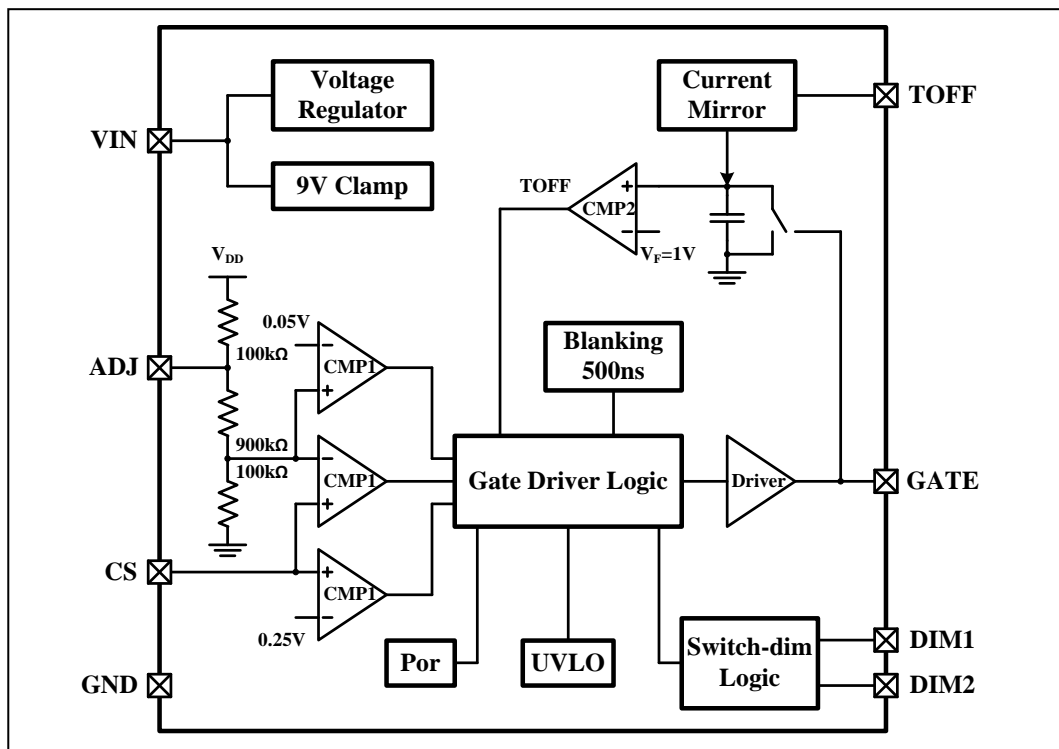 Voltage
Regulator
Current
Mirror
TOFF
VIN
9V Clamp
TOFF
+
CMP2
−
V_F=1V
V_DD
0.05V
−
100kΩ
CMP1
ADJ
+
Blanking
500ns
900kΩ
−
100kΩ
CMP1
+
Gate Driver Logic
Driver
GATE
CS
+
CMP1
−
0.25V
Por
UVLO
Switch-dim
Logic
DIM1
DIM2
GND